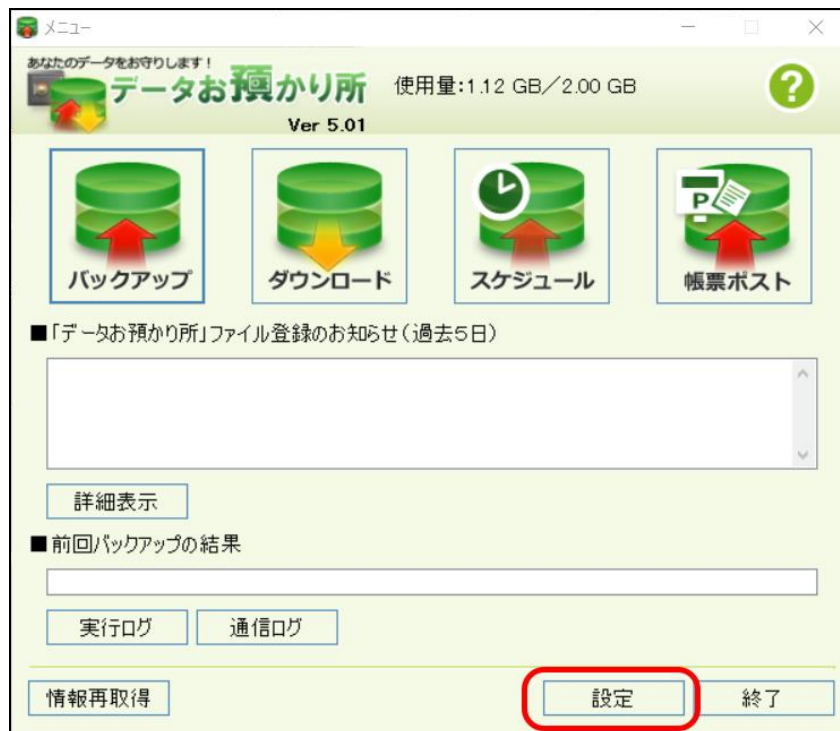 メニュー
あなたのデータをお守りします!
データお預かり所
使用量:1.12 GB/2.00 GB
?
Ver 5.01
バックアップ
ダウンロード
スケジュール
P
帳票ポスト
■「データお預かり所」ファイル登録のお知らせ(過去5日)
詳細表示
■前回バックアップの結果
実行ログ
通信ログ
情報再取得
設定
終了